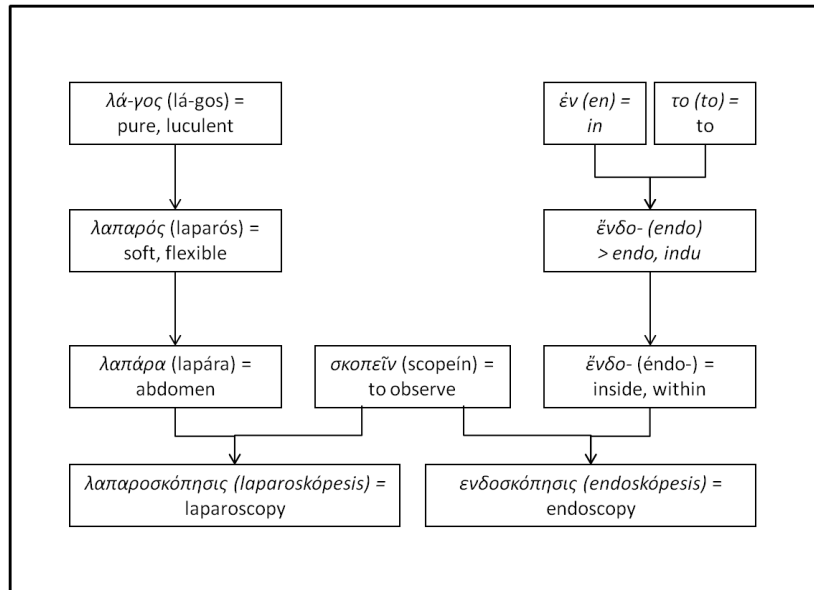 λά-γος (lá-gos) =
pure, luculent
ἐν (en) =
in
το (to) =
to
λαπαρός (laparós) =
soft, flexible
ἔνδο- (endo)
> endo, indu
λαπάρα (lapára) =
abdomen
σκοπεῖν (scopeín) =
to observe
ἔνδο- (éndo-) =
inside, within
λαπαροσκόπησις (laparoskópesis) =
laparoscopy
ενδοσκόπησις (endoskópesis) =
endoscopy